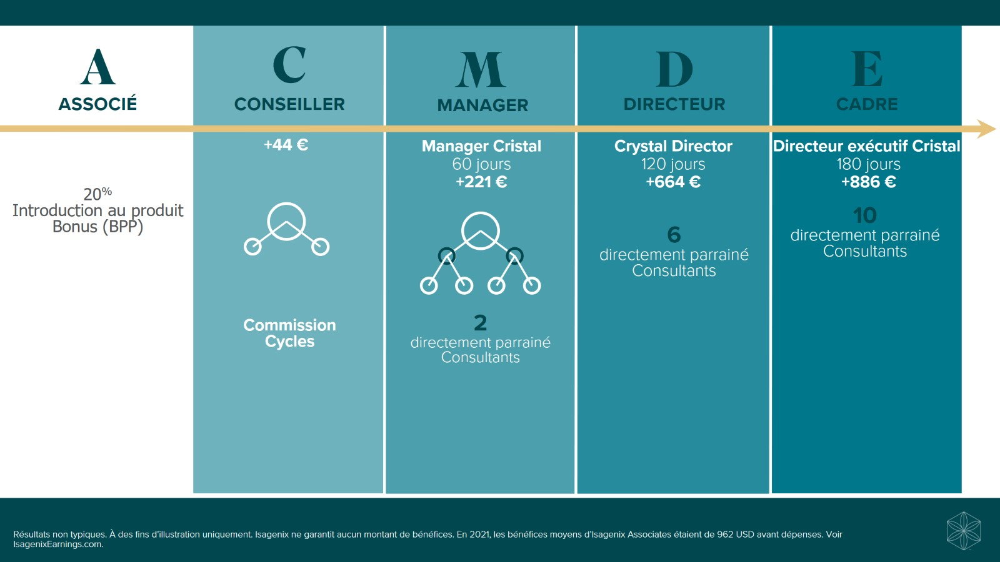 A
ASSOCIÉ
20%
Introduction au produit
Bonus (BPP)
C
CONSEILLER
+44 €
Commission
Cycles
M
MANAGER
Manager Cristal
60 jours
+221 €
2
directement parrainé
Consultants
D
DIRECTEUR
Crystal Director
120 jours
+664 €
6
directement parrainé
Consultants
E
CADRE
Directeur exécutif Cristal
180 jours
+886 €
10
directement parrainé
Consultants
Résultats non typiques. À des fins d'illustration uniquement. Isagenix ne garantit aucun montant de bénéfices. En 2021, les bénéfices moyens d'Isagenix Associates étaient de 962 USD avant dépenses. Voir
IsagenixEarnings.com.